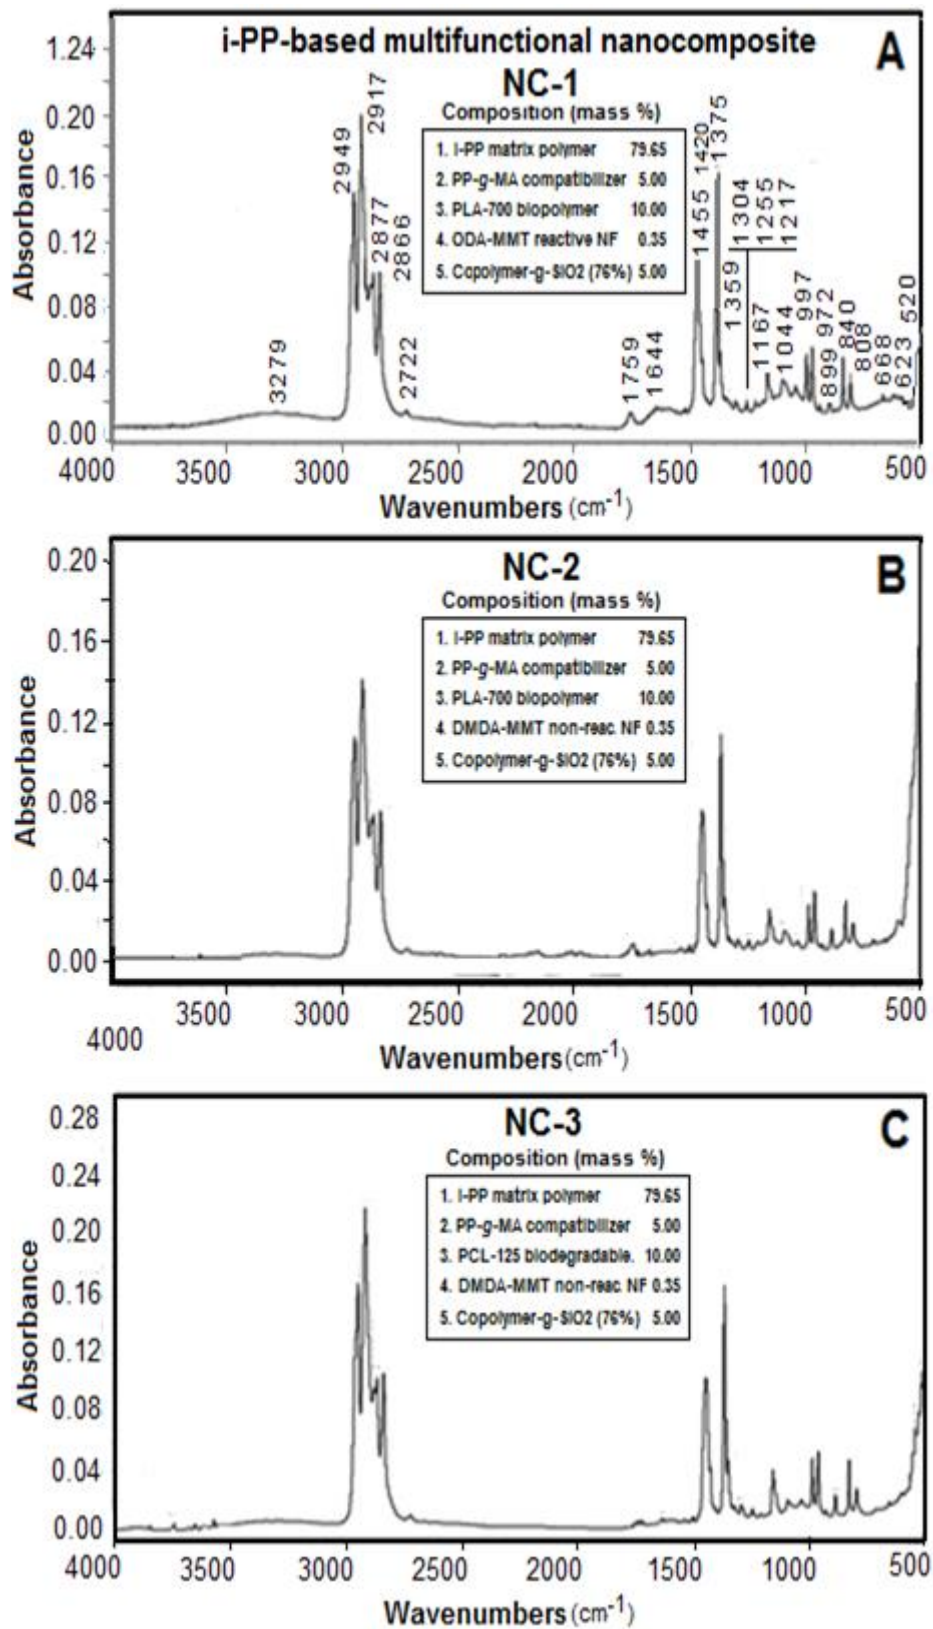 i-PP-based multifunctional nanocomposite
A
NC-1
Composition (mass %)
1. I-PP matrix polymer 79.65
2. PP-g-MA compatibilizer 5.00
3. PLA-700 biopolymer 10.00
4. ODA-MMT reactive NF 0.35
5. Copolymer-g-SIO2 (76%) 5.00
1.24
0.20
0.16
0.12
0.08
0.04
0.00
Absorbance
3279
2949
2917
2877
2866
2722
1759
1644
1455
1420
1375
1359
1304
1255
1217
1167
1044
997
972
899
840
808
668
623
520
4000 3500 3000 2500 2000 1500 1000 500
Wavenumbers (cm-1)
B
NC-2
Composition (mass %)
1. I-PP matrix polymer 79.65
2. PP-g-MA compatibilizer 5.00
3. PLA-700 biopolymer 10.00
4. DMDA-MMT non-reac. NF 0.35
5. Copolymer-g-SIO2 (76%) 5.00
0.20
0.16
0.12
0.08
0.04
0.00
Absorbance
4000 3500 3000 2500 2000 1500 1000 500
Wavenumbers (cm-1)
C
NC-3
Composition (mass %)
1. I-PP matrix polymer 79.65
2. PP-g-MA compatibilizer 5.00
3. PCL-125 biodegradable. 10.00
4. DMDA-MMT non-reac. NF 0.35
5. Copolymer-g-SIO2 (76%) 5.00
0.28
0.24
0.20
0.16
0.12
0.08
0.04
0.00
Absorbance
4000 3500 3000 2500 2000 1500 1000 500
Wavenumbers (cm-1)